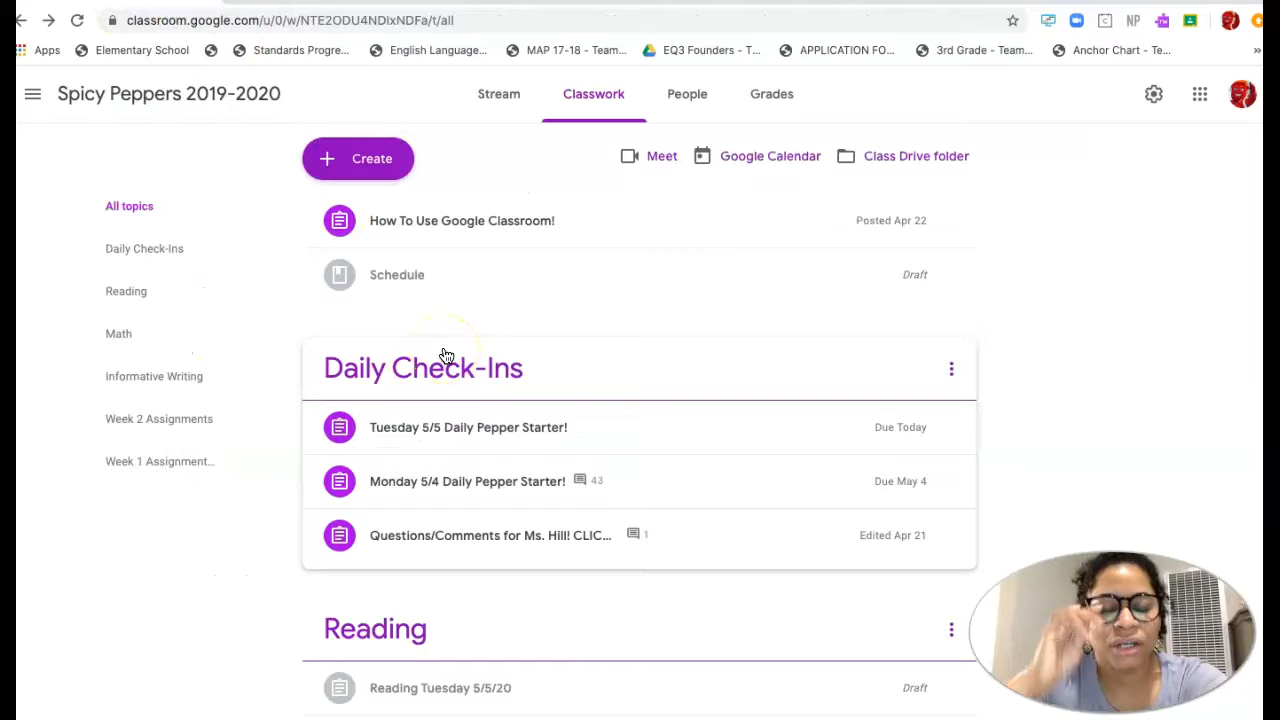 classroom.google.com/u/0/w/NTE2ODU4NDIxNDFa/t/all
NP
Apps Elementary School Standards Progre... English Language... MAP 17-18 - Team... EQ3 Founders - T... APPLICATION FO... 3rd Grade - Team... Anchor Chart - Te... »
Spicy Peppers 2019-2020 Stream Classwork People Grades
+ Create Meet Google Calendar Class Drive folder
All topics
Daily Check-Ins
Reading
Math
Informative Writing
Week 2 Assignments
Week 1 Assignment...
How To Use Google Classroom! Posted Apr 22
Schedule Draft
Daily Check-Ins
Tuesday 5/5 Daily Pepper Starter! Due Today
Monday 5/4 Daily Pepper Starter! 43 Due May 4
Questions/Comments for Ms. Hill! CLIC... 1 Edited Apr 21
Reading
Reading Tuesday 5/5/20 Draft